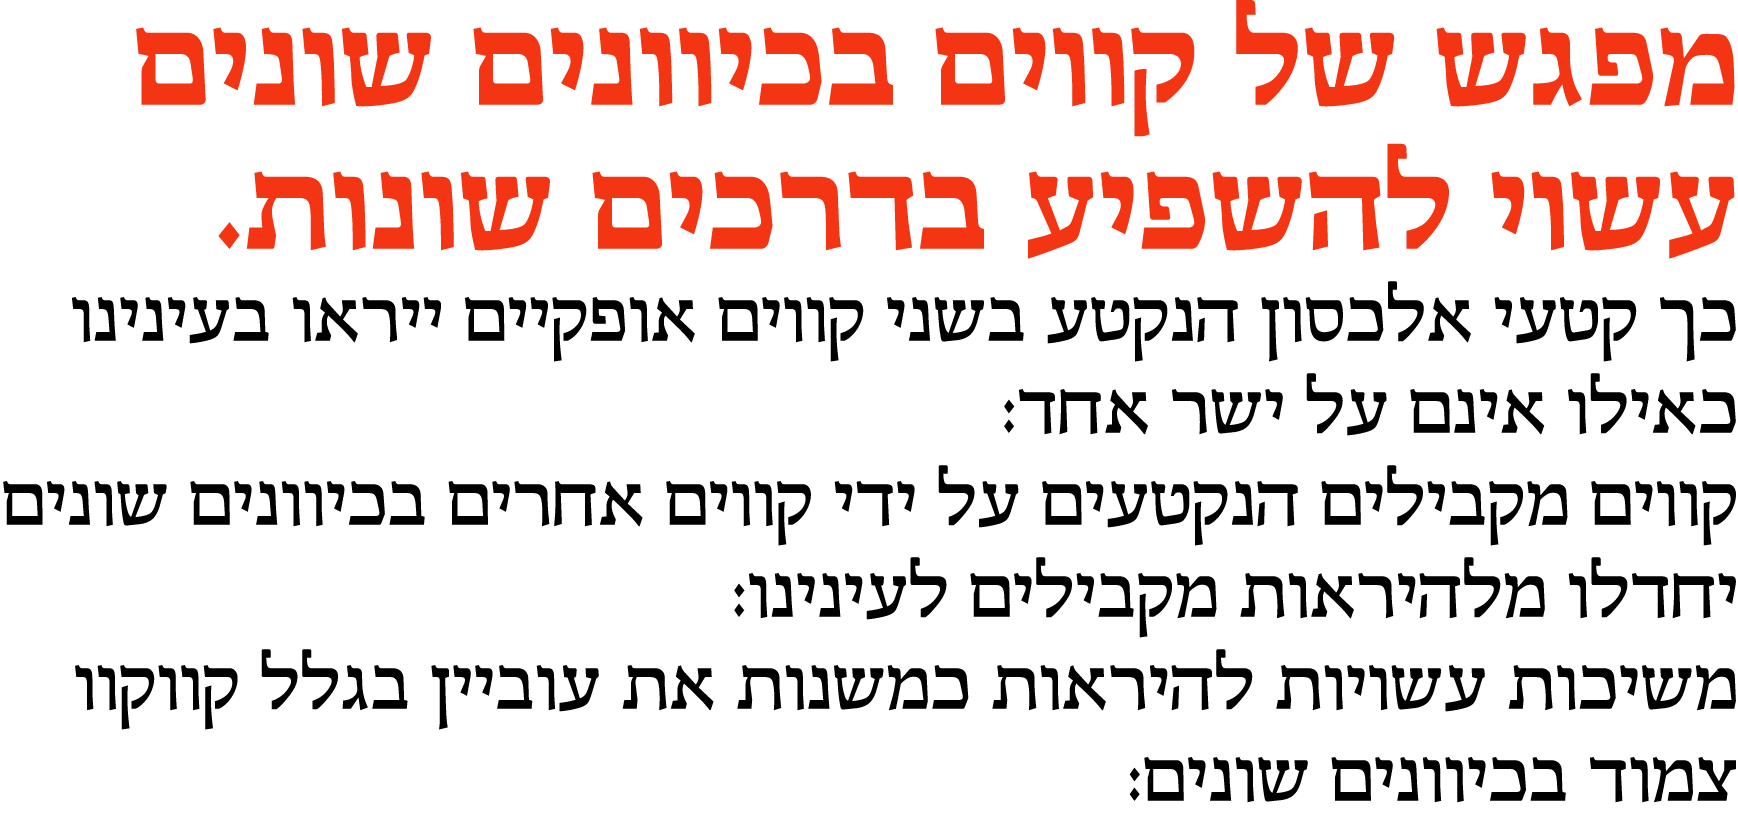 מפגש של קווים בכיוונים שונים
עשוי להשפיע בדרכים שונות.
כך קטעי אלכסון הנקטע בשני קווים אופקיים ייראו בעינינו
כאילו אינם על ישר אחד:
קווים מקבילים הנקטעים על ידי קווים אחרים בכיוונים שונים
יחדלו מלהיראות מקבילים לעינינו:
משיכות עשויות להיראות כמשנות את עוביין בגלל קווקוו
צמוד בכיוונים שונים: